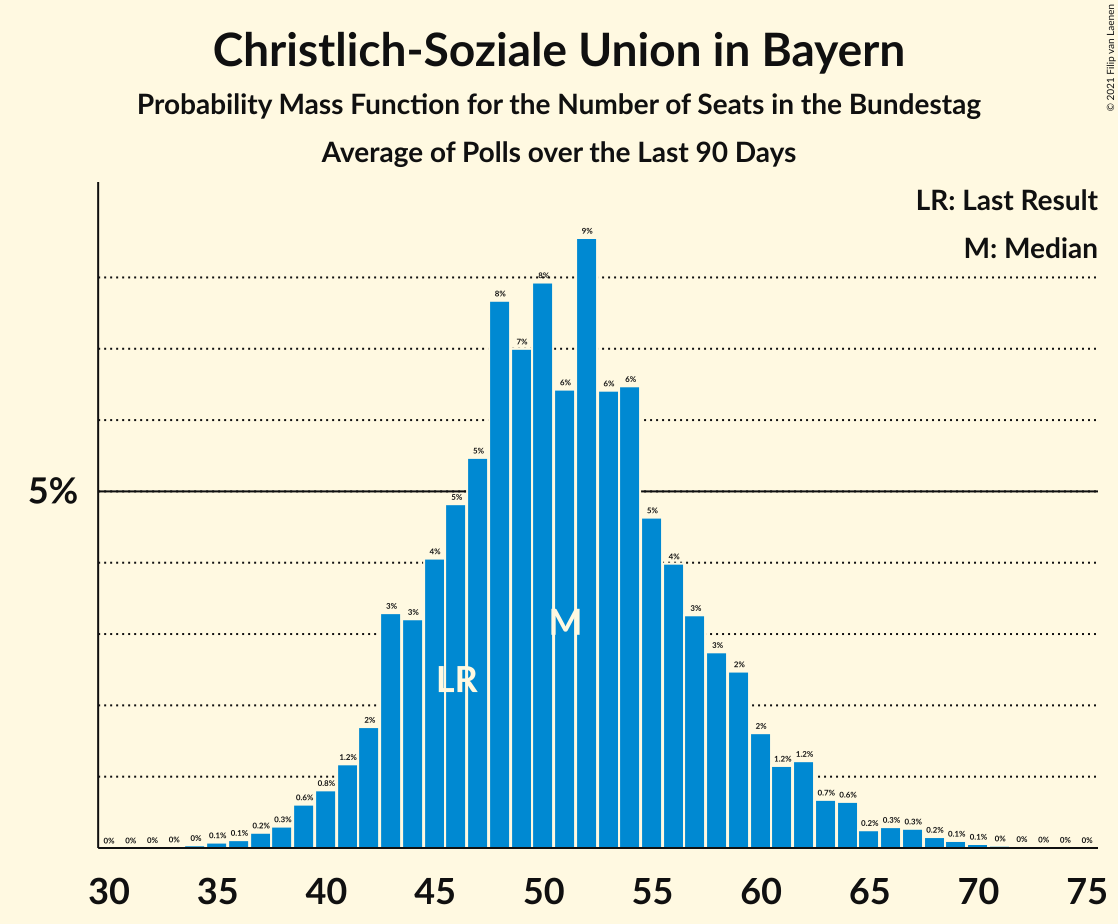 Christlich-Soziale Union in Bayern
Probability Mass Function for the Number of Seats in the Bundestag
Average of Polls over the Last 90 Days
© 2021 Filip van Laenen
LR: Last Result
M: Median
5%
0% 0% 0% 0% 0% 0.1% 0.1% 0.2% 0.3% 0.6% 0.8% 1.2% 2% 3% 3% 4% 5% 5% 8% 7% 8% 6% 9% 6% 6% 5% 4% 3% 3% 2% 2% 1.2% 1.2% 0.7% 0.6% 0.2% 0.3% 0.3% 0.2% 0.1% 0.1% 0% 0% 0% 0% 0%
M
LR
30 35 40 45 50 55 60 65 70 75